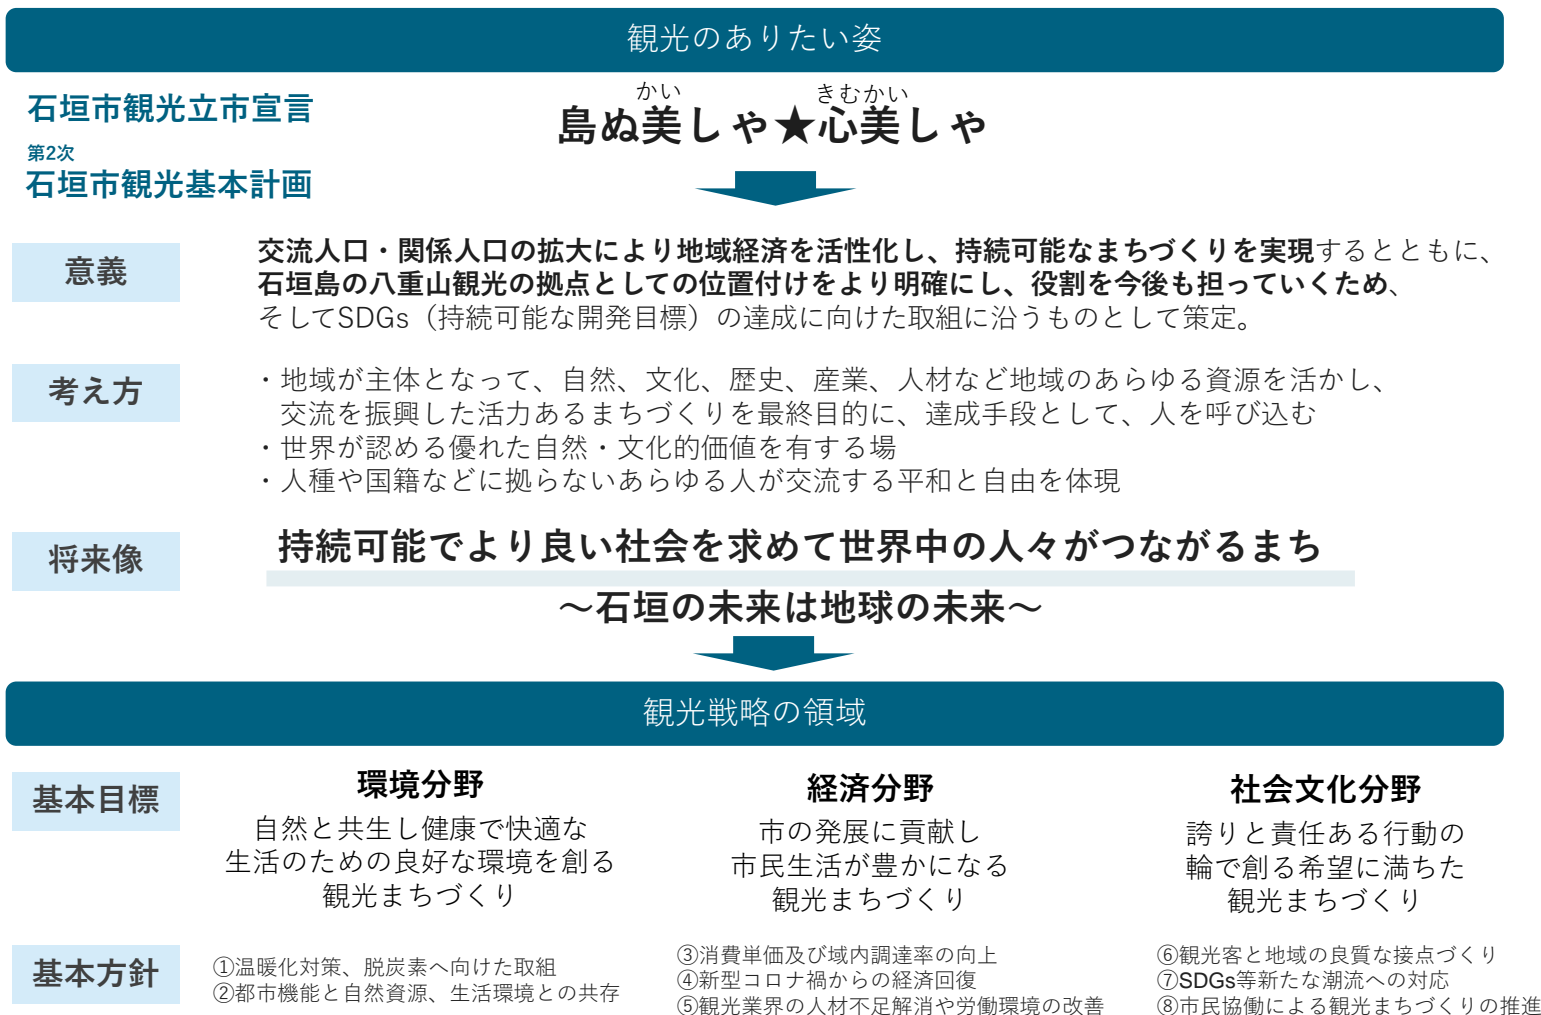 観光のありたい姿
石垣市観光立市宣言
第2次
石垣市観光基本計画
かい きむかい
島ぬ美しゃ★心美しゃ
意義
交流人口・関係人口の拡大により地域経済を活性化し、持続可能なまちづくりを実現するとともに、
石垣島の八重山観光の拠点としての位置付けをより明確にし、役割を今後も担っていくため、
そしてSDGs（持続可能な開発目標）の達成に向けた取組に沿うものとして策定。
考え方
・地域が主体となって、自然、文化、歴史、産業、人材など地域のあらゆる資源を活かし、
交流を振興した活力あるまちづくりを最終目的に、達成手段として、人を呼び込む
・世界が認める優れた自然・文化的価値を有する場
・人種や国籍などに拠らないあらゆる人が交流する平和と自由を体現
将来像
持続可能でより良い社会を求めて世界中の人々がつながるまち
～石垣の未来は地球の未来～
観光戦略の領域
基本目標
環境分野
自然と共生し健康で快適な
生活のための良好な環境を創る
観光まちづくり
経済分野
市の発展に貢献し
市民生活が豊かになる
観光まちづくり
社会文化分野
誇りと責任ある行動の
輪で創る希望に満ちた
観光まちづくり
基本方針
①温暖化対策、脱炭素へ向けた取組
②都市機能と自然資源、生活環境との共存
③消費単価及び域内調達率の向上
④新型コロナ禍からの経済回復
⑤観光業界の人材不足解消や労働環境の改善
⑥観光客と地域の良質な接点づくり
⑦SDGs等新たな潮流への対応
⑧市民協働による観光まちづくりの推進